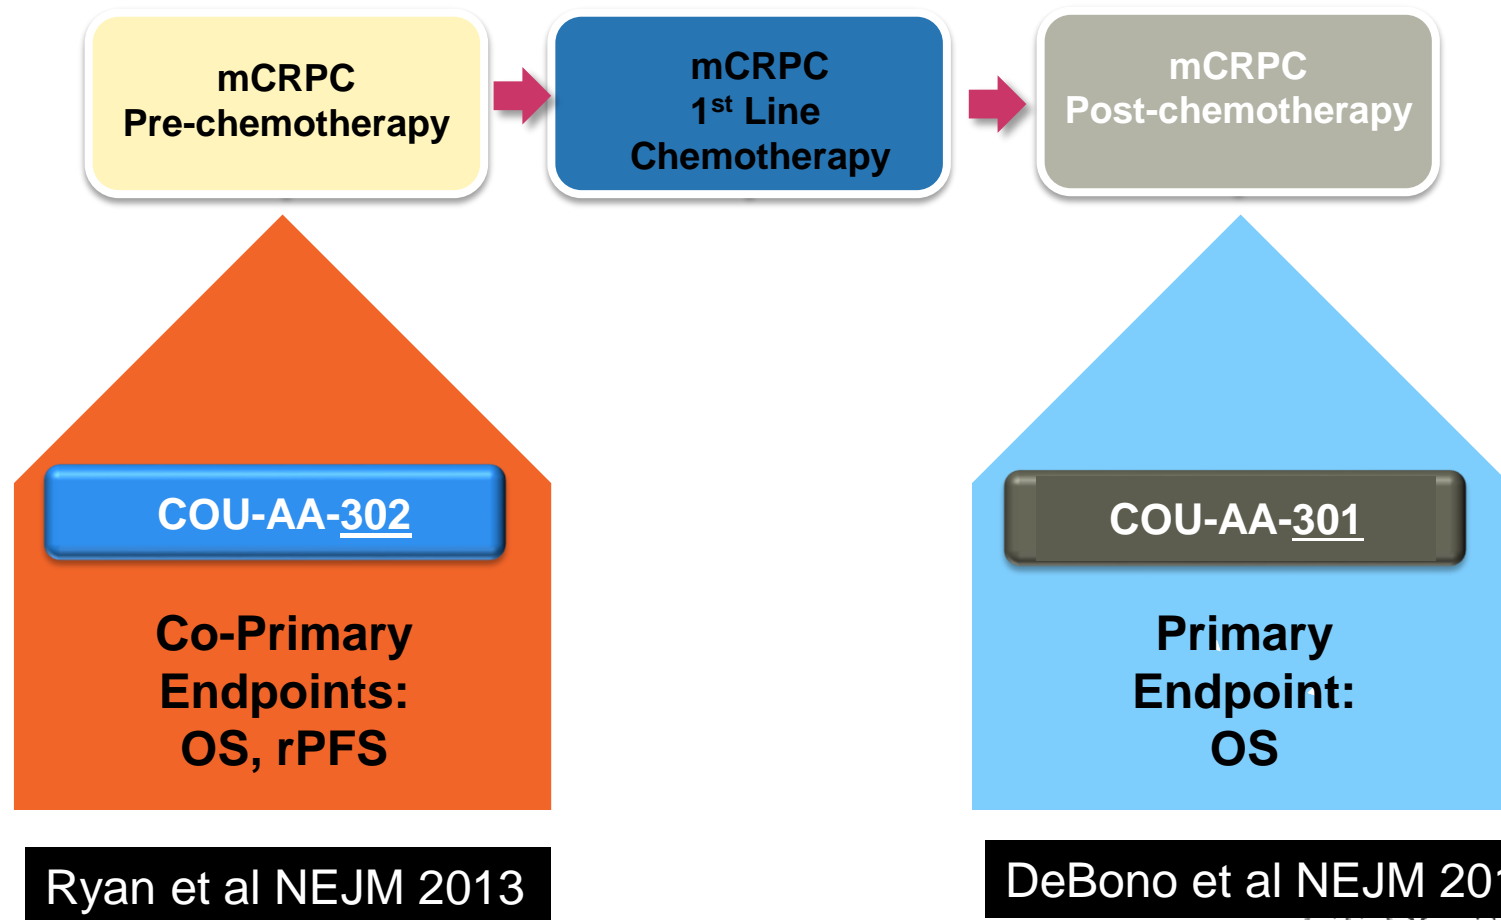 mCRPC
Pre-chemotherapy
mCRPC
1st Line
Chemotherapy
mCRPC
Post-chemotherapy
COU-AA-302
Co-Primary
Endpoints:
OS, rPFS
COU-AA-301
Primary
Endpoint:
OS
Ryan et al NEJM 2013
DeBono et al NEJM